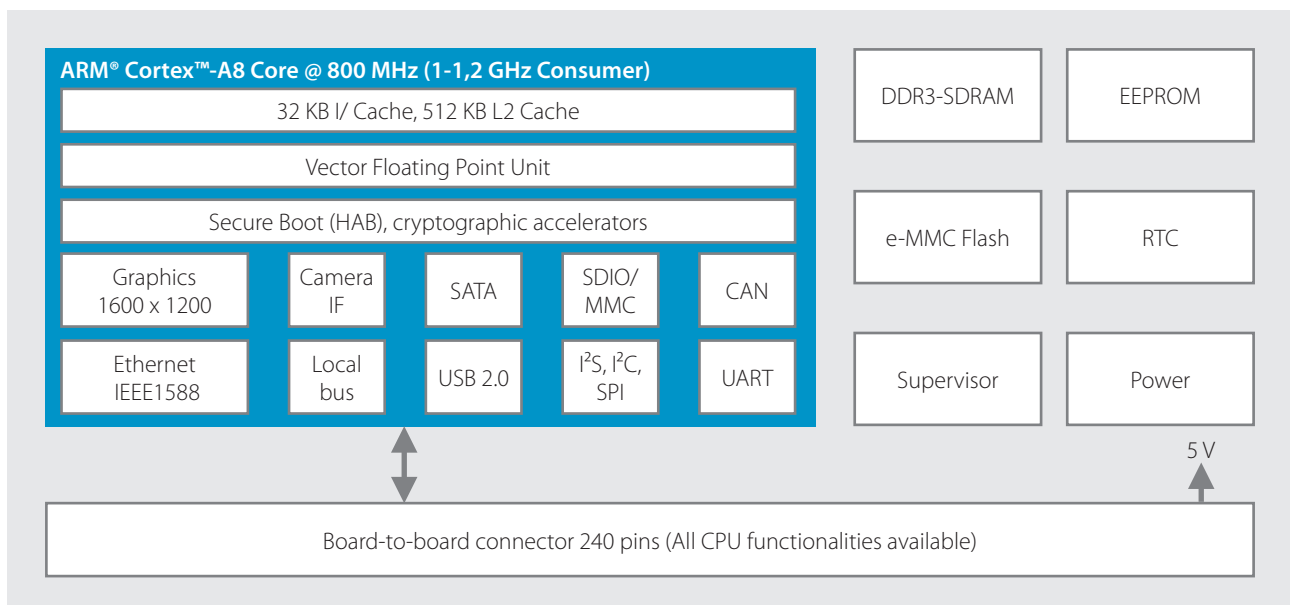 ARM® Cortex™-A8 Core @ 800 MHz (1-1,2 GHz Consumer)
32 KB I/ Cache, 512 KB L2 Cache
Vector Floating Point Unit
Secure Boot (HAB), cryptographic accelerators
Graphics
1600 x 1200
Camera
IF
SATA
SDIO/
MMC
CAN
Ethernet
IEEE1588
Local
bus
USB 2.0
I²S, I²C,
SPI
UART
DDR3-SDRAM
EEPROM
e-MMC Flash
RTC
Supervisor
Power
5 V
Board-to-board connector 240 pins (All CPU functionalities available)